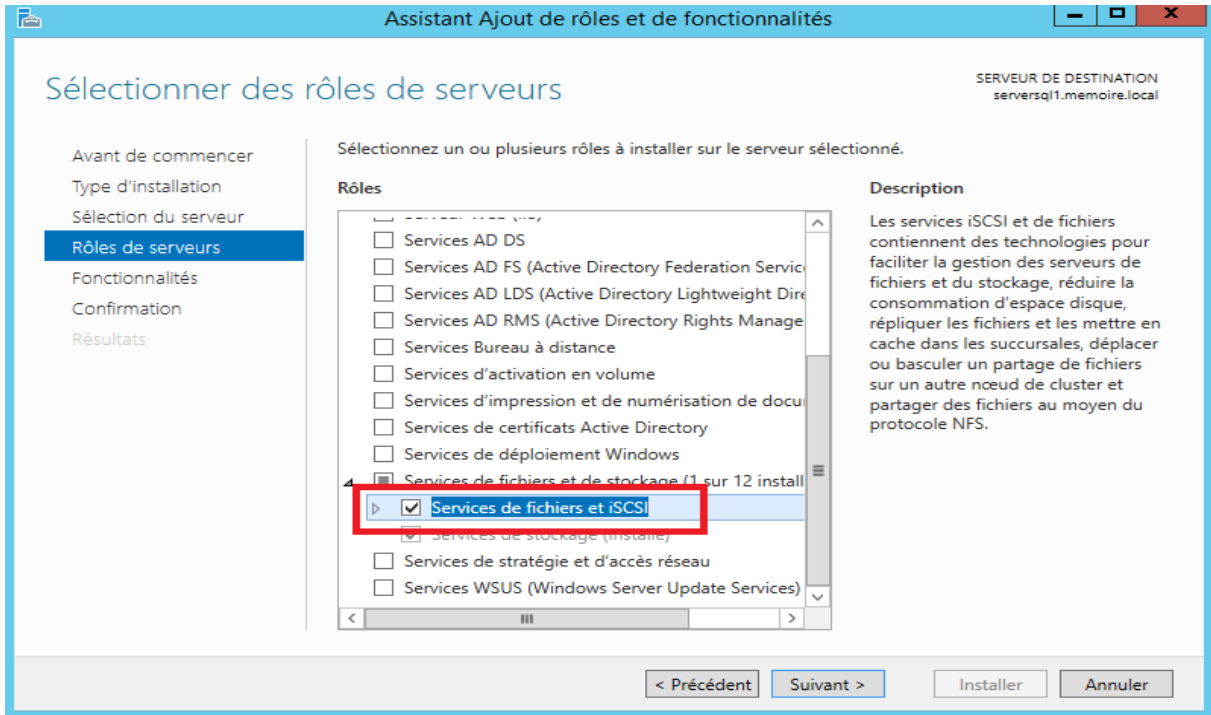 Assistant Ajout de rôles et de fonctionnalités
Sélectionner des rôles de serveurs
SERVEUR DE DESTINATION
serversql1.memoire.local
Avant de commencer
Type d'installation
Sélection du serveur
Rôles de serveurs
Fonctionnalités
Confirmation
Résultats
Sélectionnez un ou plusieurs rôles à installer sur le serveur sélectionné.
Rôles
Services AD DS
Services AD FS (Active Directory Federation Servic
Services AD LDS (Active Directory Lightweight Dire
Services AD RMS (Active Directory Rights Manage
Services Bureau à distance
Services d'activation en volume
Services d'impression et de numérisation de docu
Services de certificats Active Directory
Services de déploiement Windows
Services de fichiers et de stockage (1 sur 12 install
Services de fichiers et iSCSI
Services de stockage (Installé)
Services de stratégie et d'accès réseau
Services WSUS (Windows Server Update Services)
Description
Les services iSCSI et de fichiers
contiennent des technologies pour
faciliter la gestion des serveurs de
fichiers et du stockage, réduire la
consommation d'espace disque,
répliquer les fichiers et les mettre en
cache dans les succursales, déplacer
ou basculer un partage de fichiers
sur un autre nœud de cluster et
partager des fichiers au moyen du
protocole NFS.
< Précédent
Suivant >
Installer
Annuler